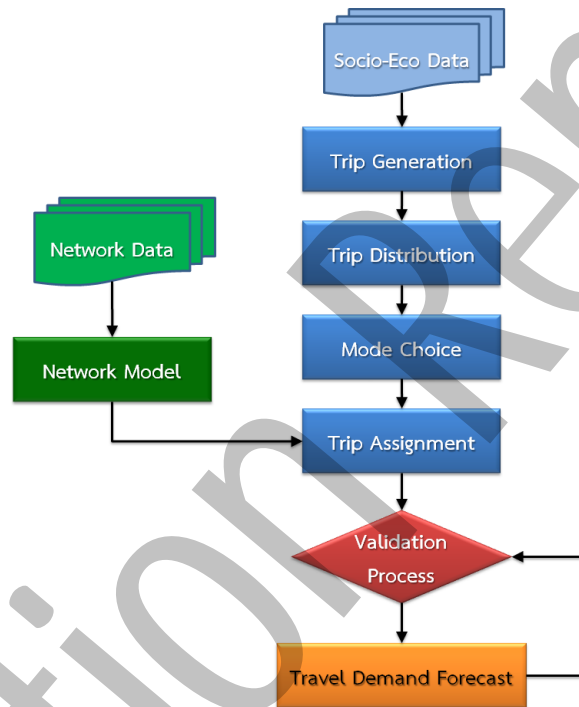 Socio-Eco Data
Trip Generation
Network Data
Trip Distribution
Mode Choice
Network Model
Trip Assignment
Validation
Process
Travel Demand Forecast